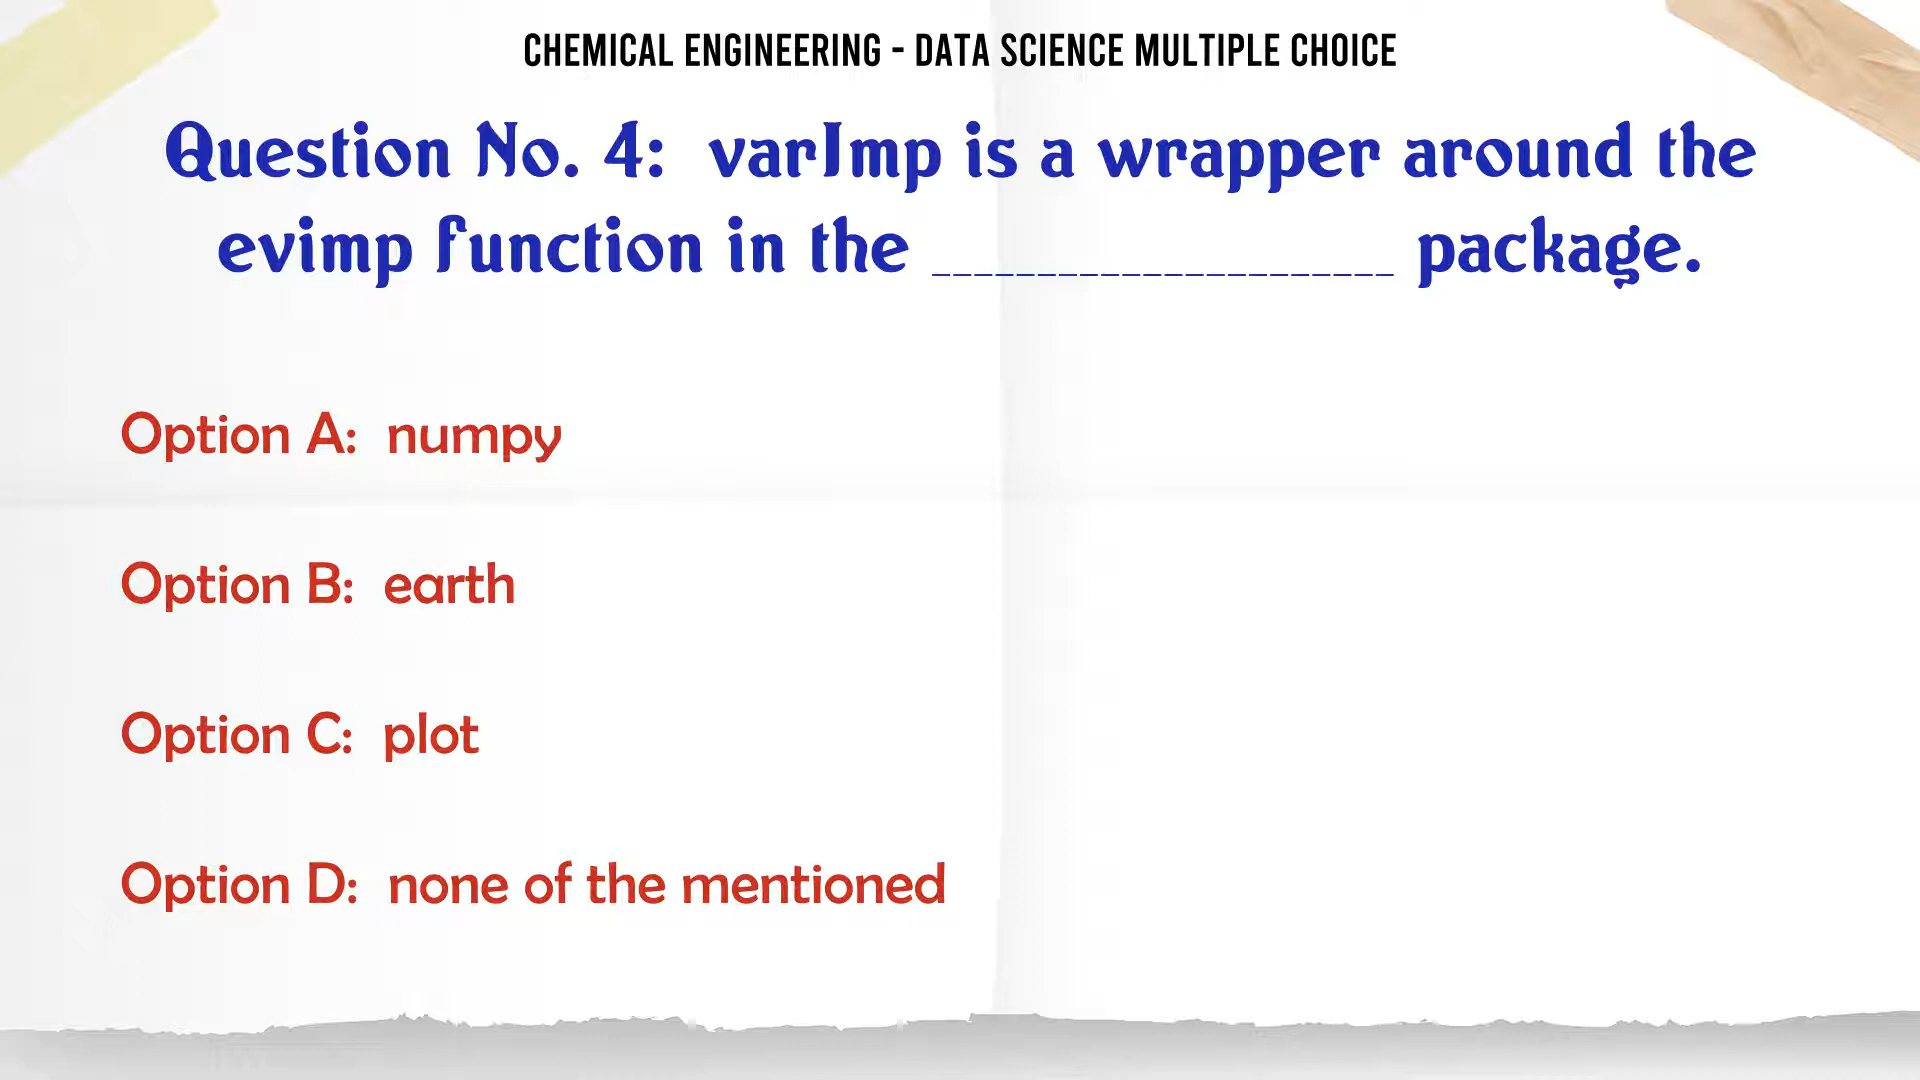 CHEMICAL ENGINEERING - DATA SCIENCE MULTIPLE CHOICE
Question No. 4: varImp is a wrapper around the
evimp function in the ______________________ package.
Option A: numpy
Option B: earth
Option C: plot
Option D: none of the mentioned